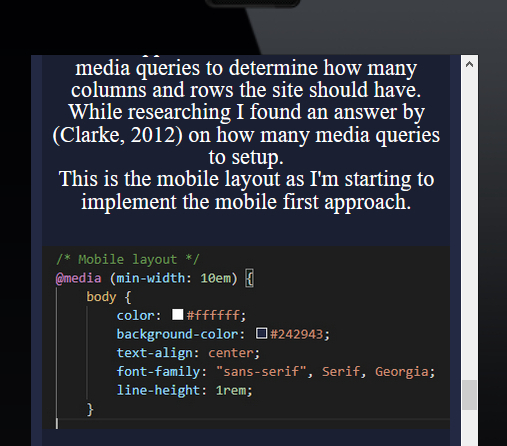 media queries to determine how many
columns and rows the site should have.
While researching I found an answer by
(Clarke, 2012) on how many media queries
to setup.
This is the mobile layout as I'm starting to
implement the mobile first approach.
/* Mobile layout */
@media (min-width: 10em) {
body {
color: #ffffff;
background-color: #242943;
text-align: center;
font-family: "sans-serif", Serif, Georgia;
line-height: 1rem;
}